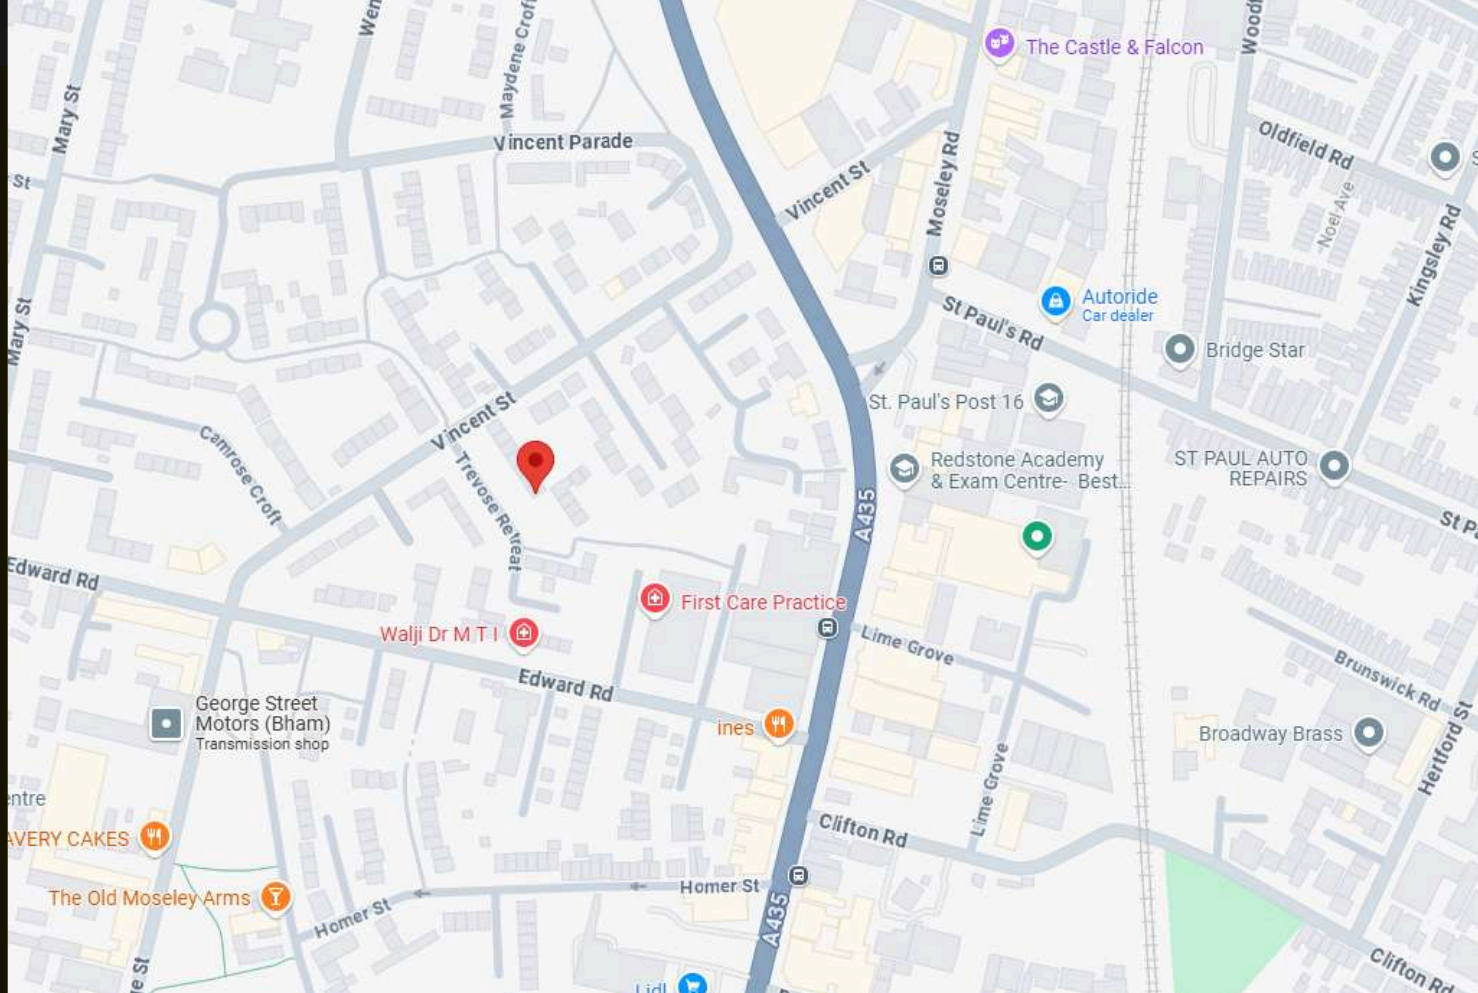 The Castle & Falcon
Maydene Croft
Mary St
Oldfield Rd
Vincent Parade
St
Vincent St
Moseley Rd
Noel Ave
Kingsley Rd
Autoride
Car dealer
Mary St
St Paul's Rd
Bridge Star
Vincent St
St. Paul's Post 16
Camrose Croft
Trevose Retreat
Redstone Academy
& Exam Centre- Best...
ST PAUL AUTO
REPAIRS
A435
Edward Rd
First Care Practice
Walji Dr M T I
Lime Grove
Edward Rd
Brunswick Rd
George Street
Motors (Bham)
Transmission shop
ines
Broadway Brass
Hertford St
Lime Grove
AVERY CAKES
Clifton Rd
Homer St
The Old Moseley Arms
Homer St
A435
Clifton Rd
Lidl